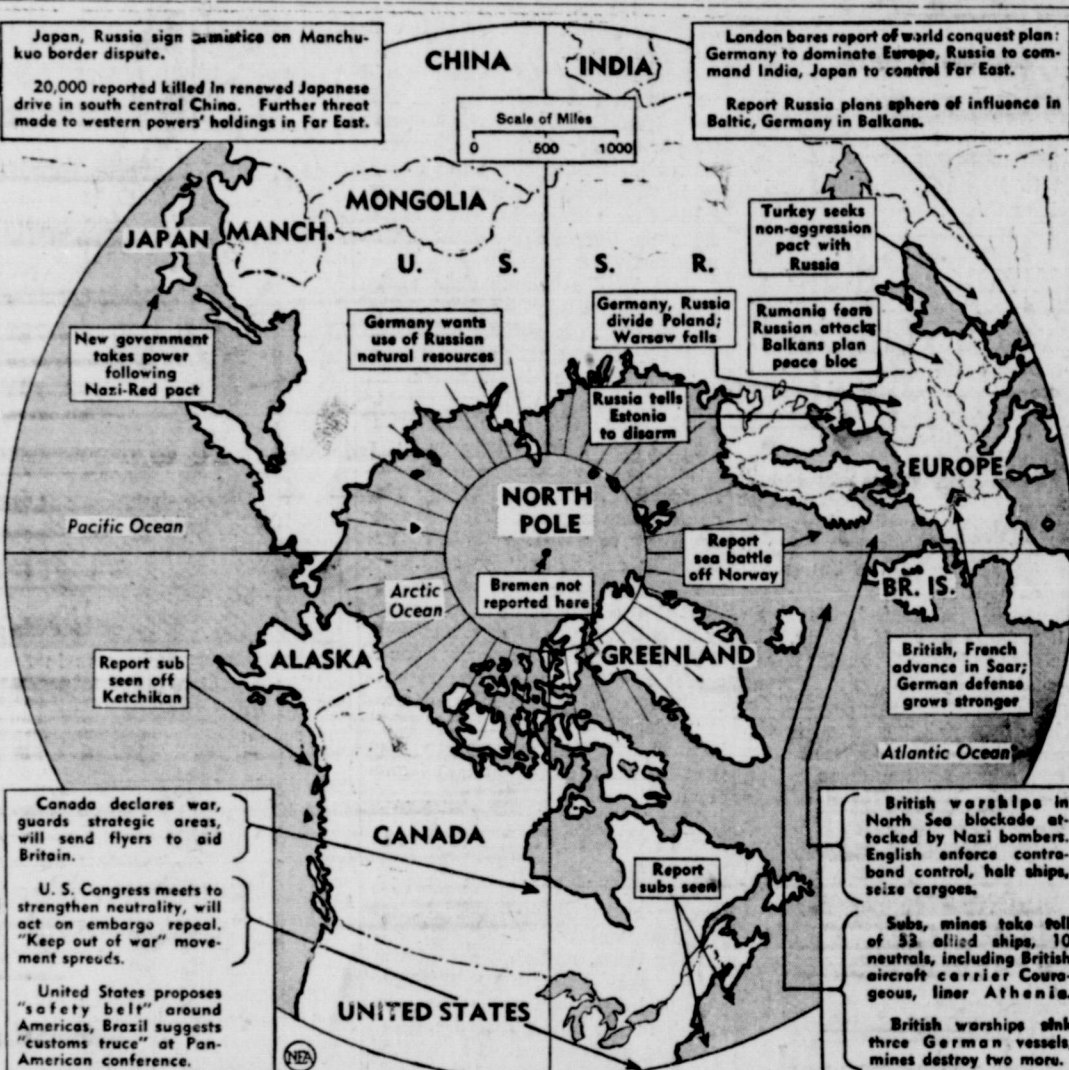 Japan, Russia sign armistice on Manchu-
kuo border dispute.
20,000 reported killed in renewed Japanese
drive in south central China. Further threat
made to western powers' holdings in Far East.
CHINA
INDIA
London bares report of world conquest plan:
Germany to dominate Europe, Russia to com-
mand India, Japan to control Far East.
Report Russia plans sphere of influence in
Baltic, Germany in Balkans.
Scale of Miles
0 500 1000
MONGOLIA
JAPAN
MANCH.
U. S. S. R.
Turkey seeks
non-aggression
pact with
Russia
New government
takes power
following
Nazi-Red pact
Germany wants
use of Russian
natural resources
Germany, Russia
divide Poland;
Warsaw falls
Rumania fears
Russian attack;
Balkans plan
peace bloc
Russia tells
Estonia
to disarm
EUROPE
NORTH
POLE
Pacific Ocean
Report
sea battle
off Norway
Bremen not
reported here
Arctic
Ocean
BR. IS.
ALASKA
GREENLAND
Report sub
seen off
Ketchikan
British, French
advance in Saar;
German defense
grows stronger
Atlantic Ocean
Canada declares war,
guards strategic areas,
will send flyers to aid
Britain.
U. S. Congress meets to
strengthen neutrality, will
act on embargo repeal.
"Keep out of war" move-
ment spreads.
United States proposes
"safety belt" around
Americas, Brazil suggests
"customs truce" at Pan-
American conference.
CANADA
Report
subs seen
UNITED STATES
NEA
British warships in
North Sea blockade at-
tacked by Nazi bombers.
English enforce contra-
band control, halt ships,
seize cargoes.
Subs, mines take toll
of 53 allied ships, 10
neutrals, including British
aircraft carrier Coura-
geous, liner Athenia.
British warships sink
three German vessels,
mines destroy two more.